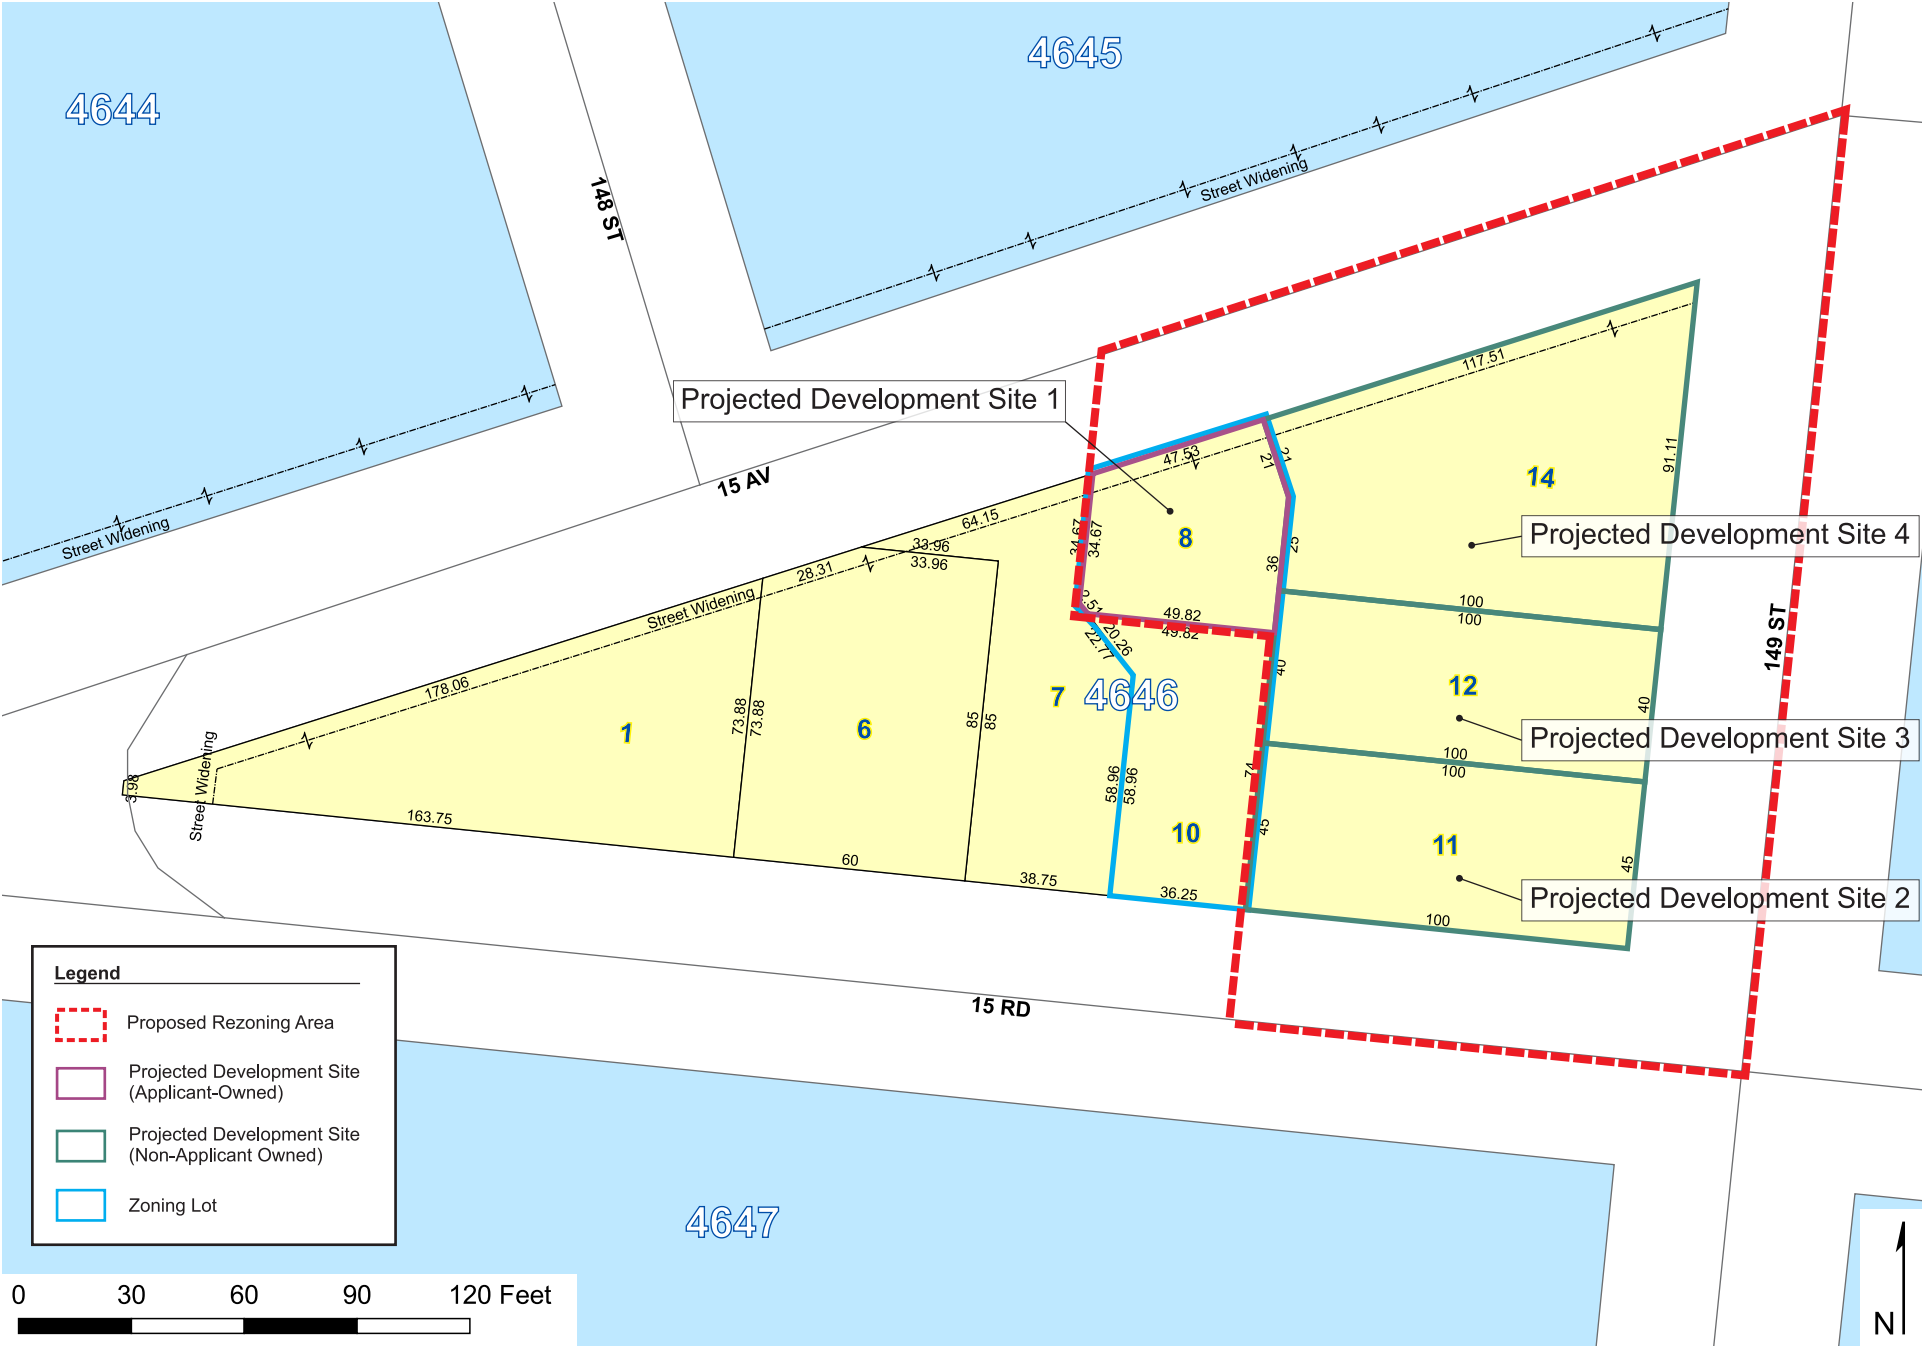 4645
4644
Street Widening
148 ST
117.51
Projected Development Site 1
47.53
21
21
91.11
15 AV
14
64.15
Street Widening
34.67
34.67
8
25
Projected Development Site 4
33.96
33.96
36
28.31
Street Widening
2.51
49.82
49.82
100
100
20.26
22.77
149 ST
178.06
40
12
7
4646
40
73.88
73.88
6
85
85
1
Projected Development Site 3
Street Widening
3.98
100
100
58.96
58.96
74
163.75
45
10
11
45
60
38.75
36.25
Projected Development Site 2
100
15 RD
Legend
Proposed Rezoning Area
Projected Development Site
(Applicant-Owned)
Projected Development Site
(Non-Applicant Owned)
Zoning Lot
4647
0 30 60 90 120 Feet
N